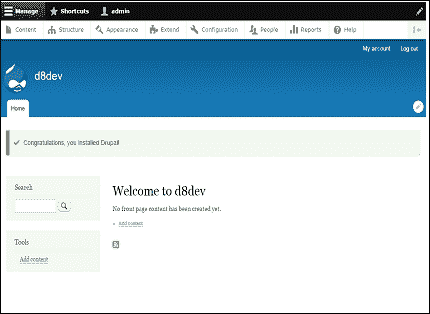 Manage Shortcuts admin
Content Structure Appearance Extend Configuration People Reports Help
My account Log out
d8dev
Home
Congratulations, you installed Drupal!
Search
Welcome to d8dev
No front page content has been created yet.
Add content
Tools
Add content